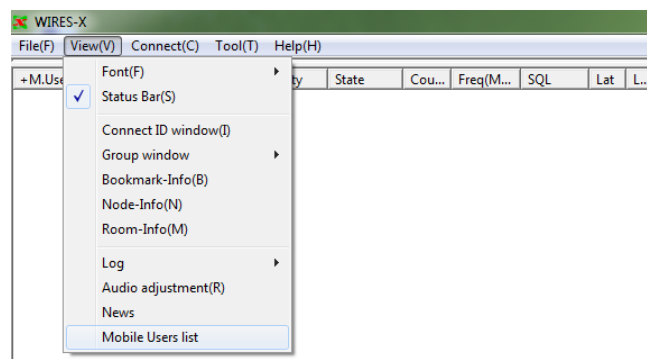 WIRES-X
File(F) View(V) Connect(C) Tool(T) Help(H)
+M.Use ty State Cou... Freq(M... SQL Lat L...
Font(F)
Status Bar(S)
Connect ID window(I)
Group window
Bookmark-Info(B)
Node-Info(N)
Room-Info(M)
Log
Audio adjustment(R)
News
Mobile Users list